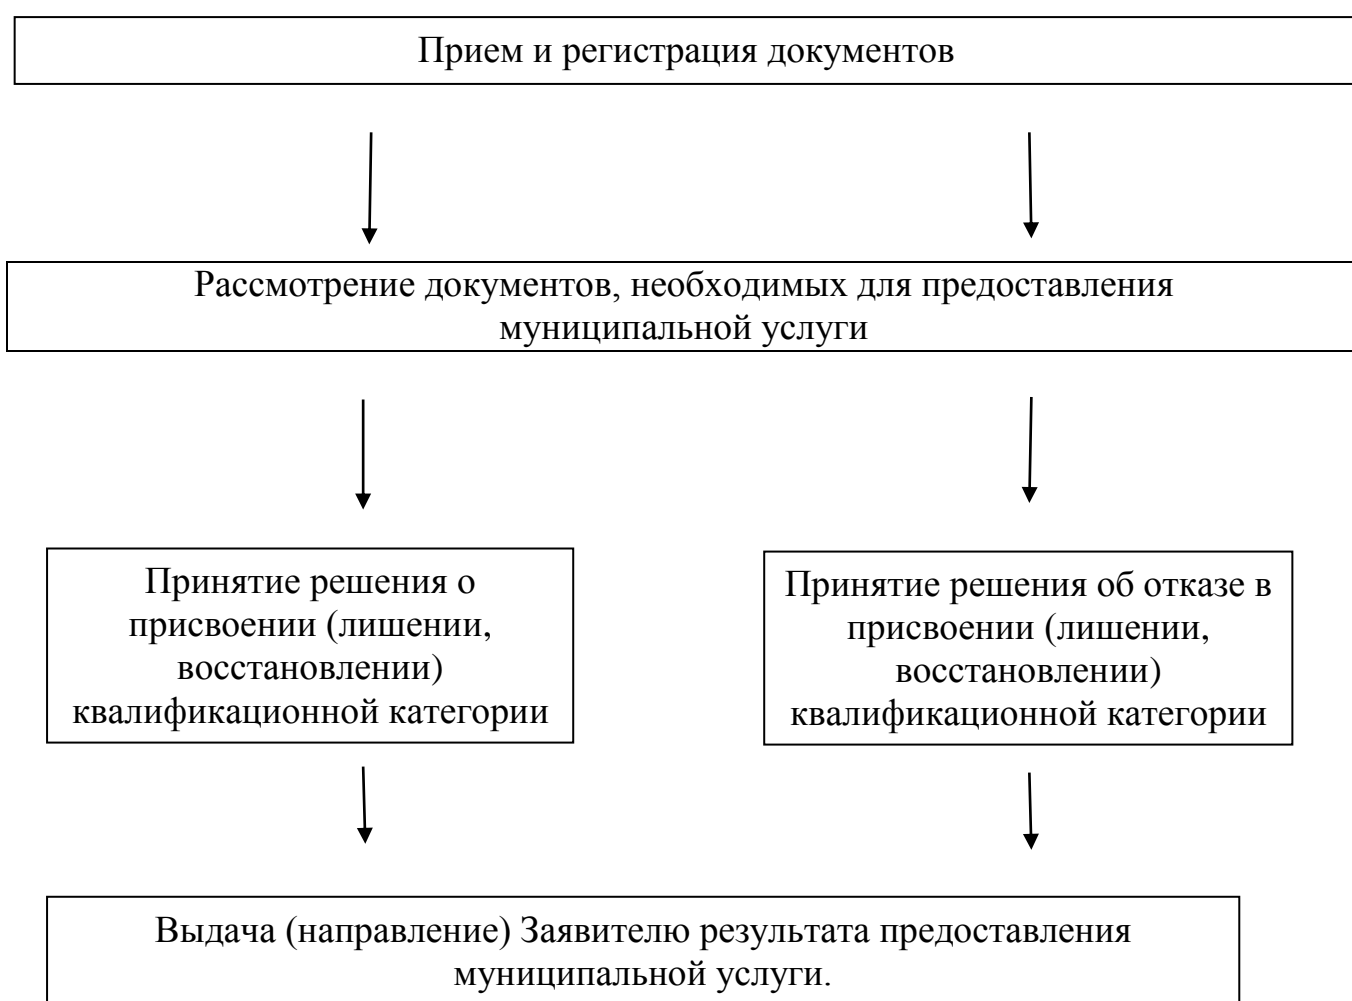 Прием и регистрация документов
Рассмотрение документов, необходимых для предоставления
муниципальной услуги
Принятие решения о
присвоении (лишении,
восстановлении)
квалификационной категории
Принятие решения об отказе в
присвоении (лишении,
восстановлении)
квалификационной категории
Выдача (направление) Заявителю результата предоставления
муниципальной услуги.